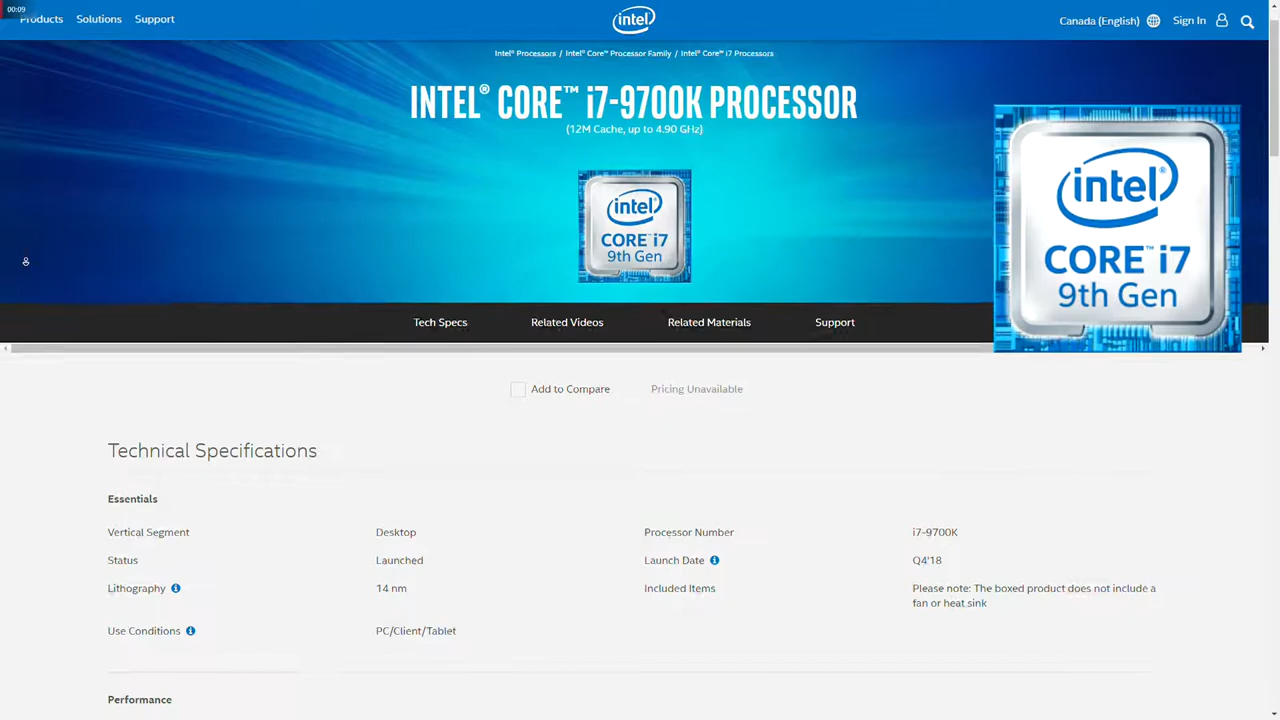 00:09
Products Solutions Support
intel
Canada (English) Sign In
Intel® Processors / Intel® Core™ Processor Family / Intel® Core™ i7 Processors
INTEL® CORE™ i7-9700K PROCESSOR
(12M Cache, up to 4.90 GHz)
intel®
CORE™ i7
9th Gen
intel®
CORE™ i7
9th Gen
Tech Specs Related Videos Related Materials Support
Add to Compare Pricing Unavailable
Technical Specifications
Essentials
Vertical Segment Desktop Processor Number i7-9700K
Status Launched Launch Date Q4'18
Lithography 14 nm Included Items Please note: The boxed product does not include a
fan or heat sink
Use Conditions PC/Client/Tablet
Performance